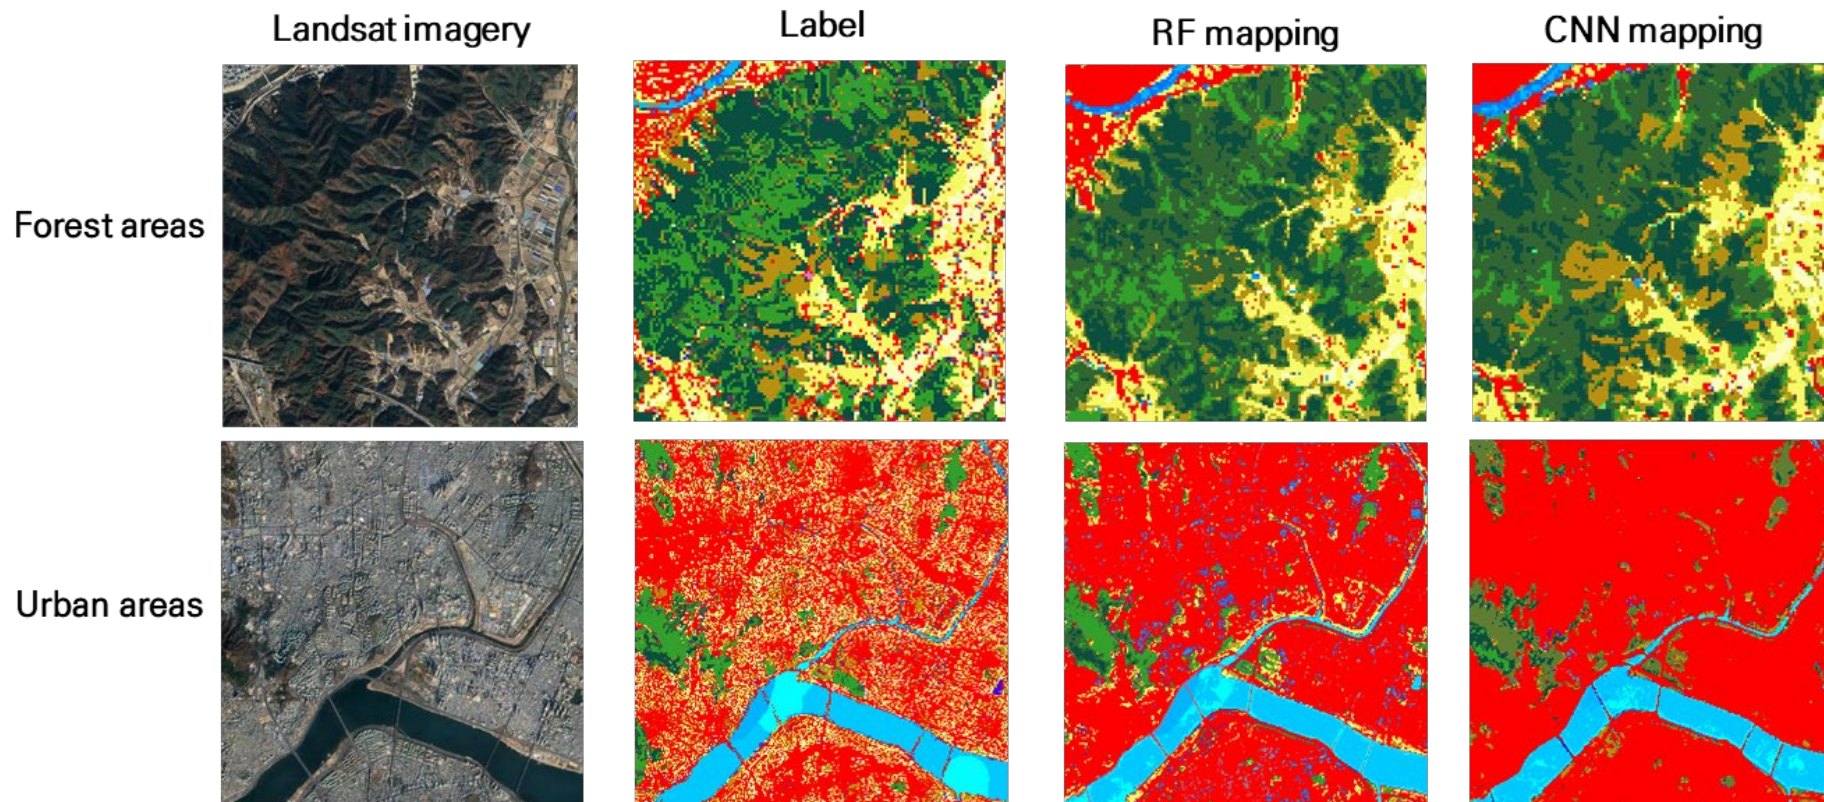 Landsat imagery
Label
RF mapping
CNN mapping
Forest areas
Urban areas